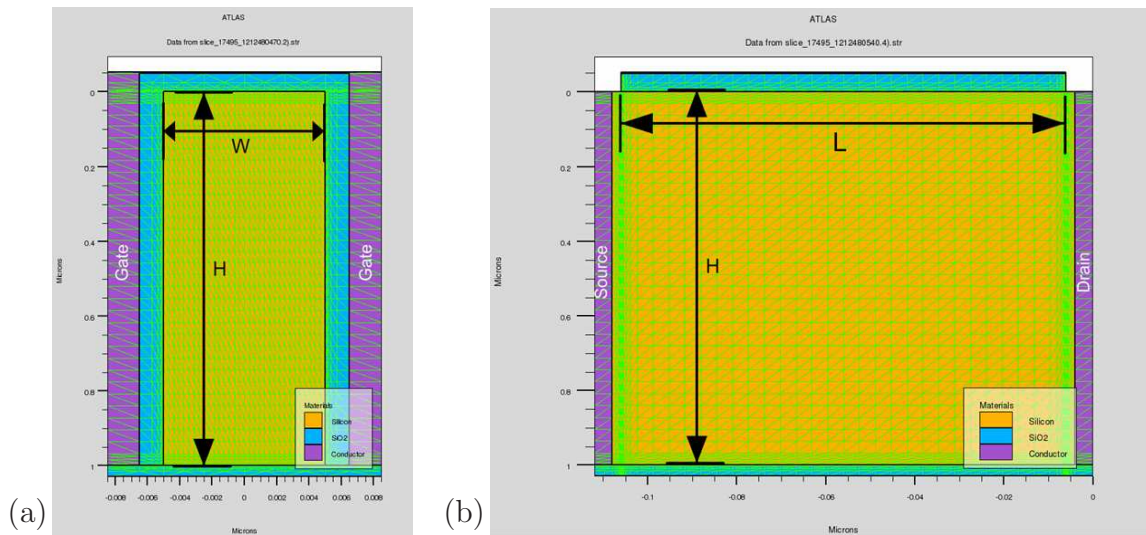 ATLAS
Data from slice_17495_1212480470.2).str
0
0.2
0.4
0.6
0.8
1
Microns
W
H
Gate
Gate
Materials
Silicon
SiO2
Conductor
-0.008 -0.006 -0.004 -0.002 0 0.002 0.004 0.006 0.008
Microns
(a)
ATLAS
Data from slice_17495_1212480540.4).str
0
0.2
0.4
0.6
0.8
1
Microns
L
H
Source
Drain
Materials
Silicon
SiO2
Conductor
-0.1 -0.08 -0.06 -0.04 -0.02 0
Microns
(b)